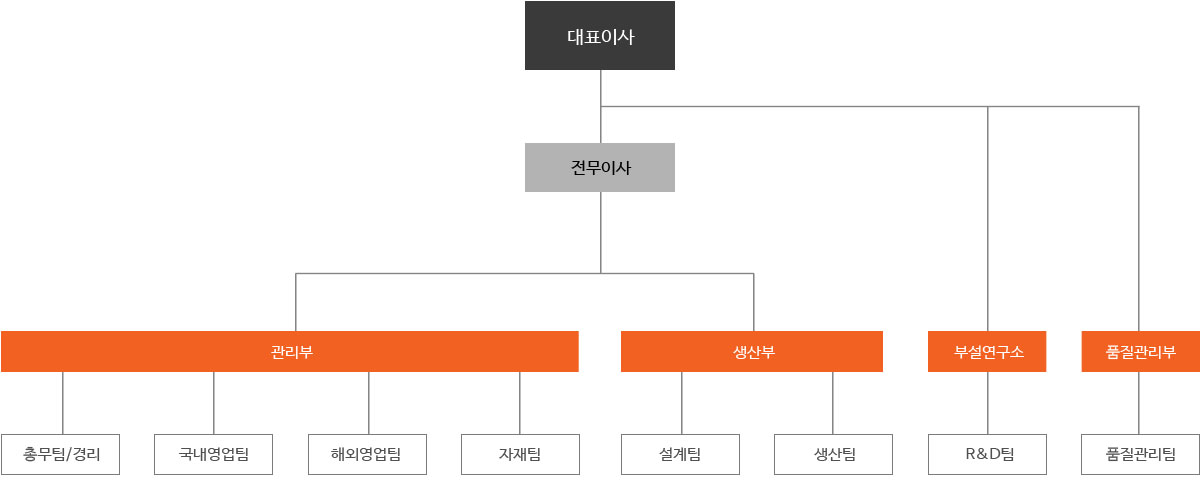 대표이사
전무이사
관리부
생산부
부설연구소
품질관리부
총무팀/경리
국내영업팀
해외영업팀
자재팀
설계팀
생산팀
R&D팀
품질관리팀